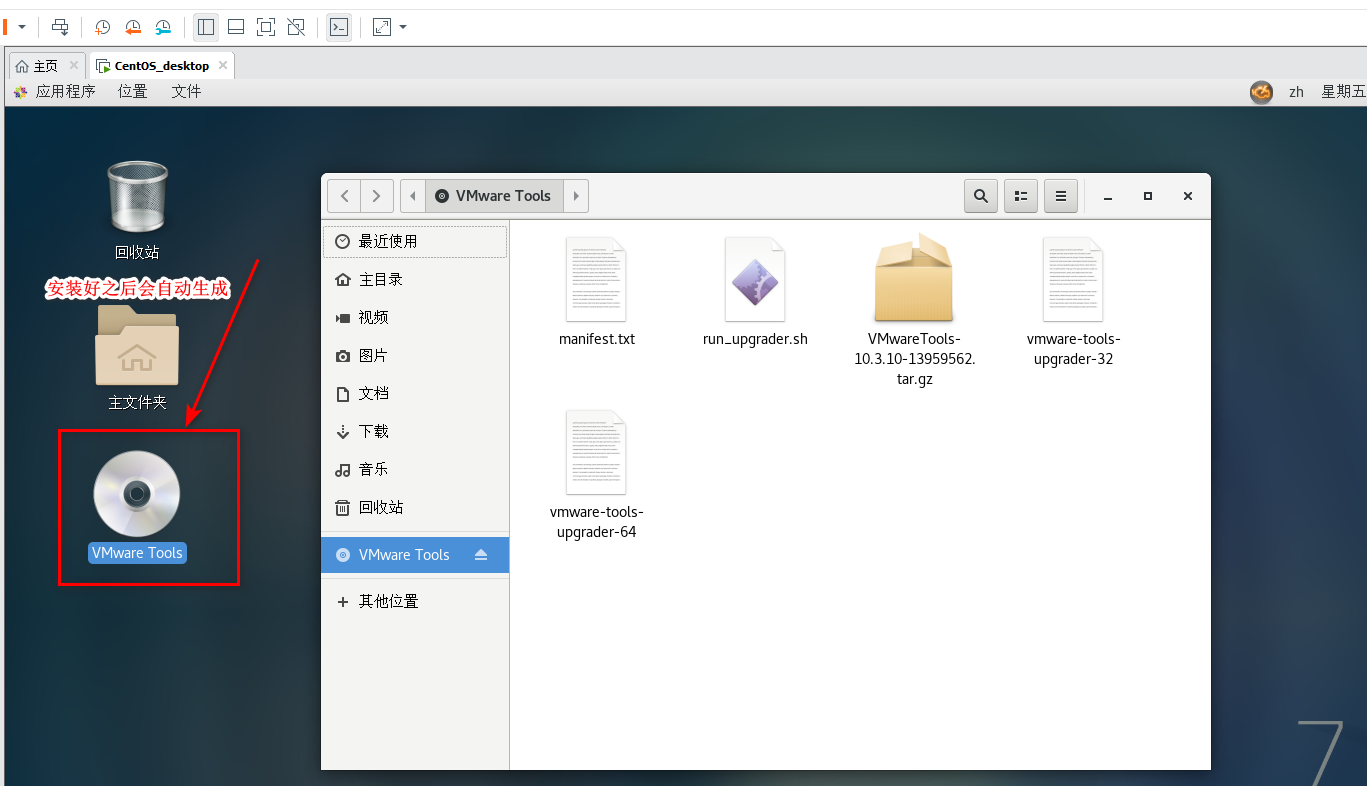 主页
CentOS_desktop
应用程序 位置 文件
zh 星期五
回收站
安装好之后会自动生成
主文件夹
VMware Tools
VMware Tools
最近使用
主目录
视频
图片
文档
下载
音乐
回收站
VMware Tools
其他位置
manifest.txt
run_upgrader.sh
VMwareTools-
10.3.10-13959562.
tar.gz
vmware-tools-
upgrader-32
vmware-tools-
upgrader-64
7